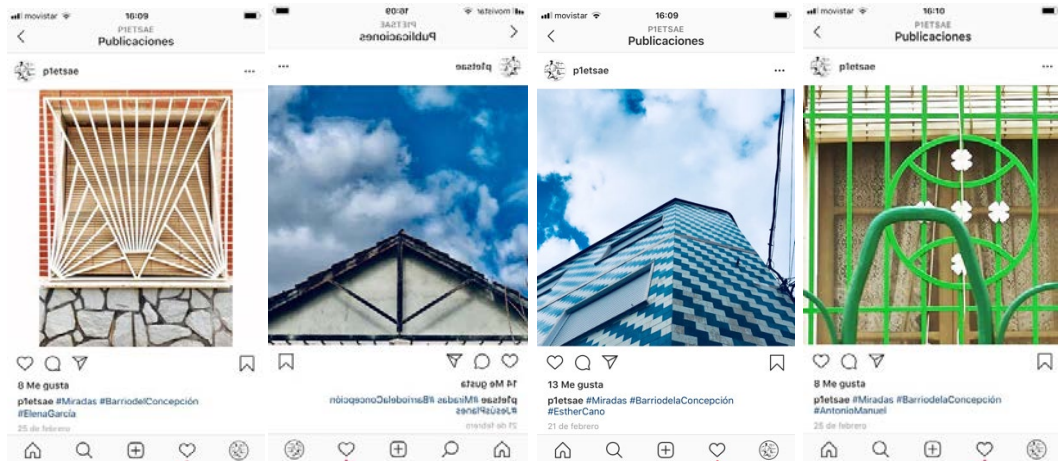 movistar 16:09
P1ETSAE
Publicaciones
p1etsae
8 Me gusta
p1etsae #Miradas #BarriodelConcepción
#ElenaGarcía
25 de febrero
movistar 16:09
P1ETSAE
Publicaciones
p1etsae
14 Me gusta
p1etsae #Miradas #BarriodelaConcepción
#JesúsPlanes
21 de febrero
movistar 16:09
P1ETSAE
Publicaciones
p1etsae
13 Me gusta
p1etsae #Miradas #BarriodelaConcepción
#EstherCano
21 de febrero
movistar 16:10
P1ETSAE
Publicaciones
p1etsae
8 Me gusta
p1etsae #Miradas #BarriodelaConcepción
#AntonioManuel
25 de febrero